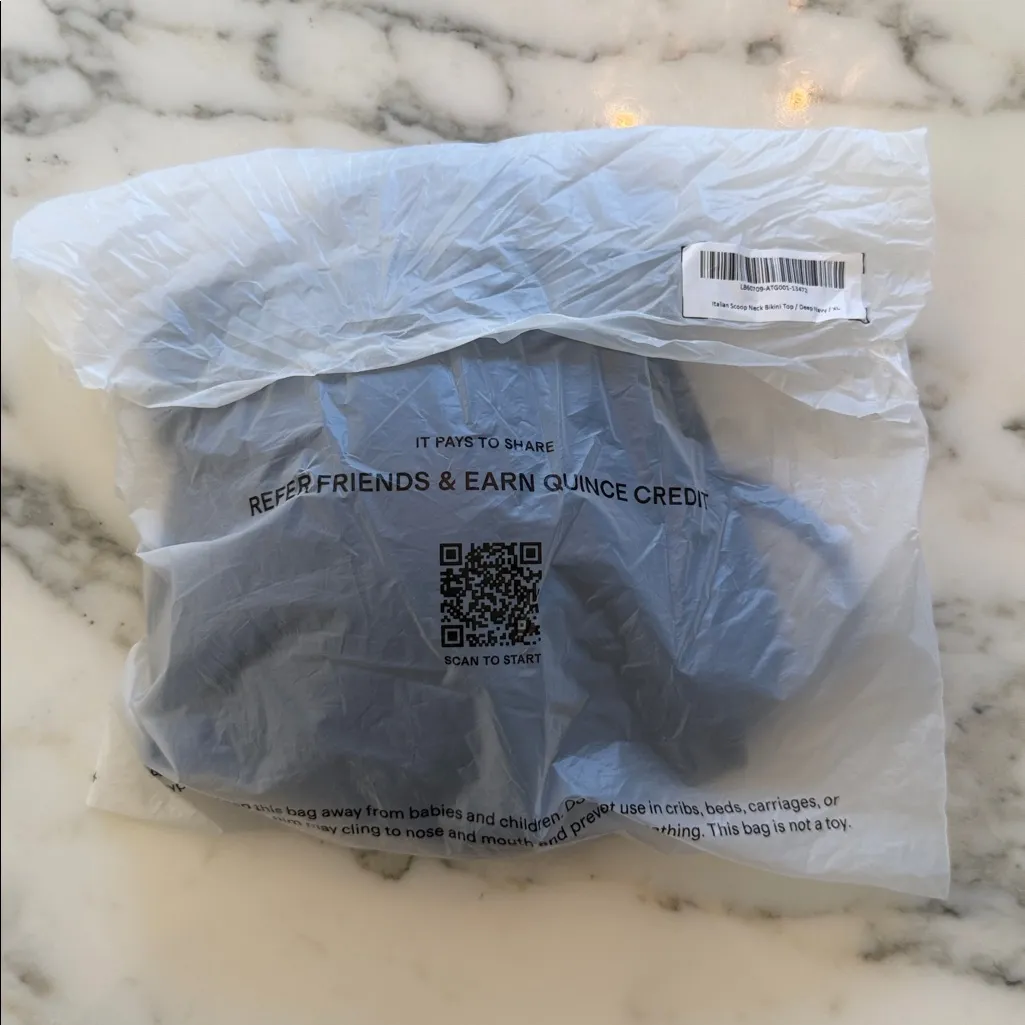 Italian Scoop Neck Bikini Top / Deep Navy / XL
IT PAYS TO SHARE
REFER FRIENDS & EARN QUINCE CREDIT
SCAN TO START
this bag away from babies and children. Do not use in cribs, beds, carriages, or
may cling to nose and mouth and prevent This bag is not a toy.